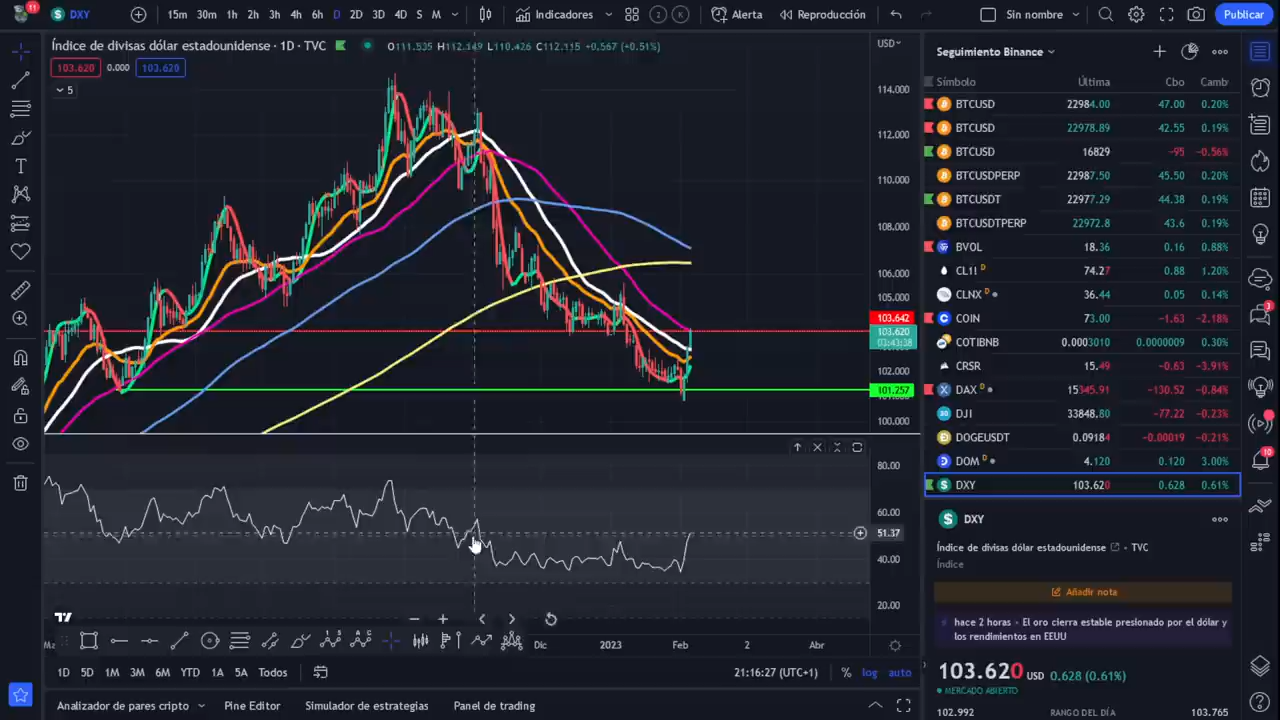 11
DXY
15m 30m 1h 2h 3h 4h 6h D 2D 3D 4D S M
Indicadores
Alerta
Reproducción
Sin nombre
Publicar
Índice de divisas dólar estadounidense · 1D · TVC
O111.535 H112.149 L110.426 C112.115 +0.567 (+0.51%)
103.620 0.000 103.620
5
USD
114.000
112.000
110.000
108.000
106.000
105.000
103.642
103.620
03:43:38
102.000
101.257
100.000
80.00
60.00
51.37
40.00
20.00
Dic 2023 Feb 2 Abr
1D 5D 1M 3M 6M YTD 1A 5A Todos
21:16:27 (UTC+1) % log auto
Analizador de pares cripto Pine Editor Simulador de estrategias Panel de trading
Seguimiento Binance
Símbolo Última Cbo Camb
BTCUSD 22984.00 47.00 0.20%
BTCUSD 22978.89 42.55 0.19%
BTCUSD 16829 −95 −0.56%
BTCUSDPERP 22987.50 45.50 0.20%
BTCUSDT 22977.29 44.38 0.19%
BTCUSDTPERP 22972.8 43.6 0.19%
BVOL 18.36 0.16 0.88%
CL1! D 74.27 0.88 1.20%
CLNX D 36.44 0.05 0.14%
COIN 73.00 −1.63 −2.18%
COTIBNB 0.0003010 0.0000009 0.30%
CRSR 15.49 −0.63 −3.91%
DAX D 15345.91 −130.52 −0.84%
DJI 33848.80 −77.22 −0.23%
DOGEUSDT 0.09184 −0.00019 −0.21%
DOM D 4.120 0.120 3.00%
DXY 103.620 0.628 0.61%
DXY
Índice de divisas dólar estadounidense · TVC
Índice
Añadir nota
hace 2 horas · El oro cierra estable presionado por el dólar y
los rendimientos en EEUU
103.620 USD 0.628 (0.61%)
MERCADO ABIERTO
102.992 RANGO DEL DÍA 103.765
3
10